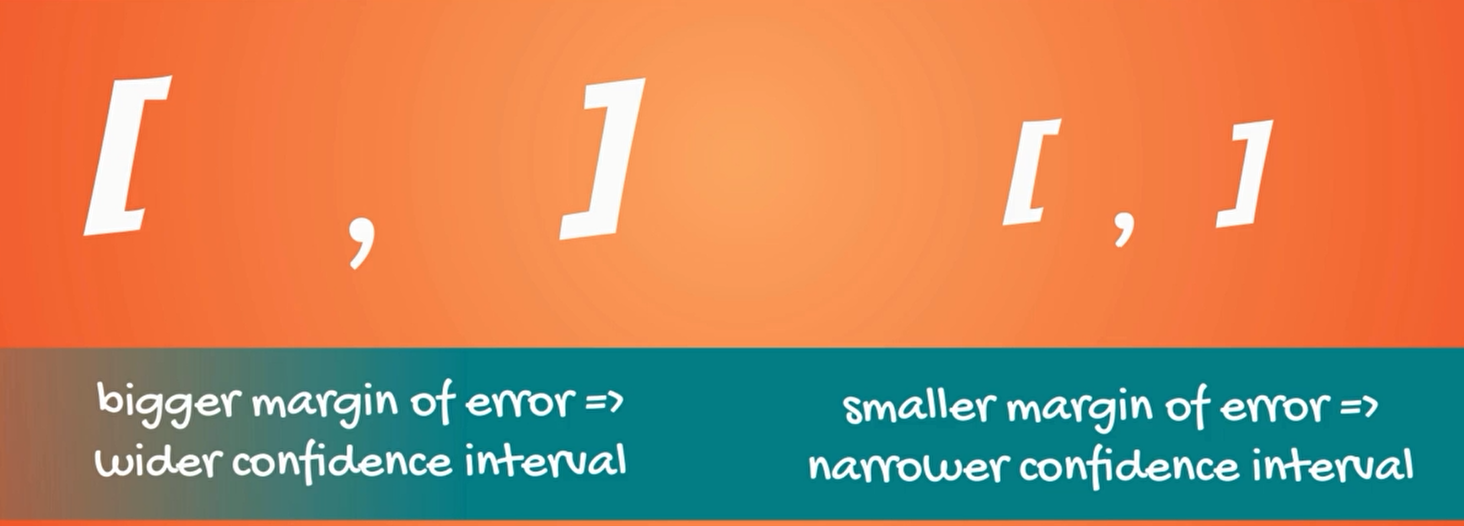 [ , ]
[ , ]
bigger margin of error =>
wider confidence interval
smaller margin of error =>
narrower confidence interval